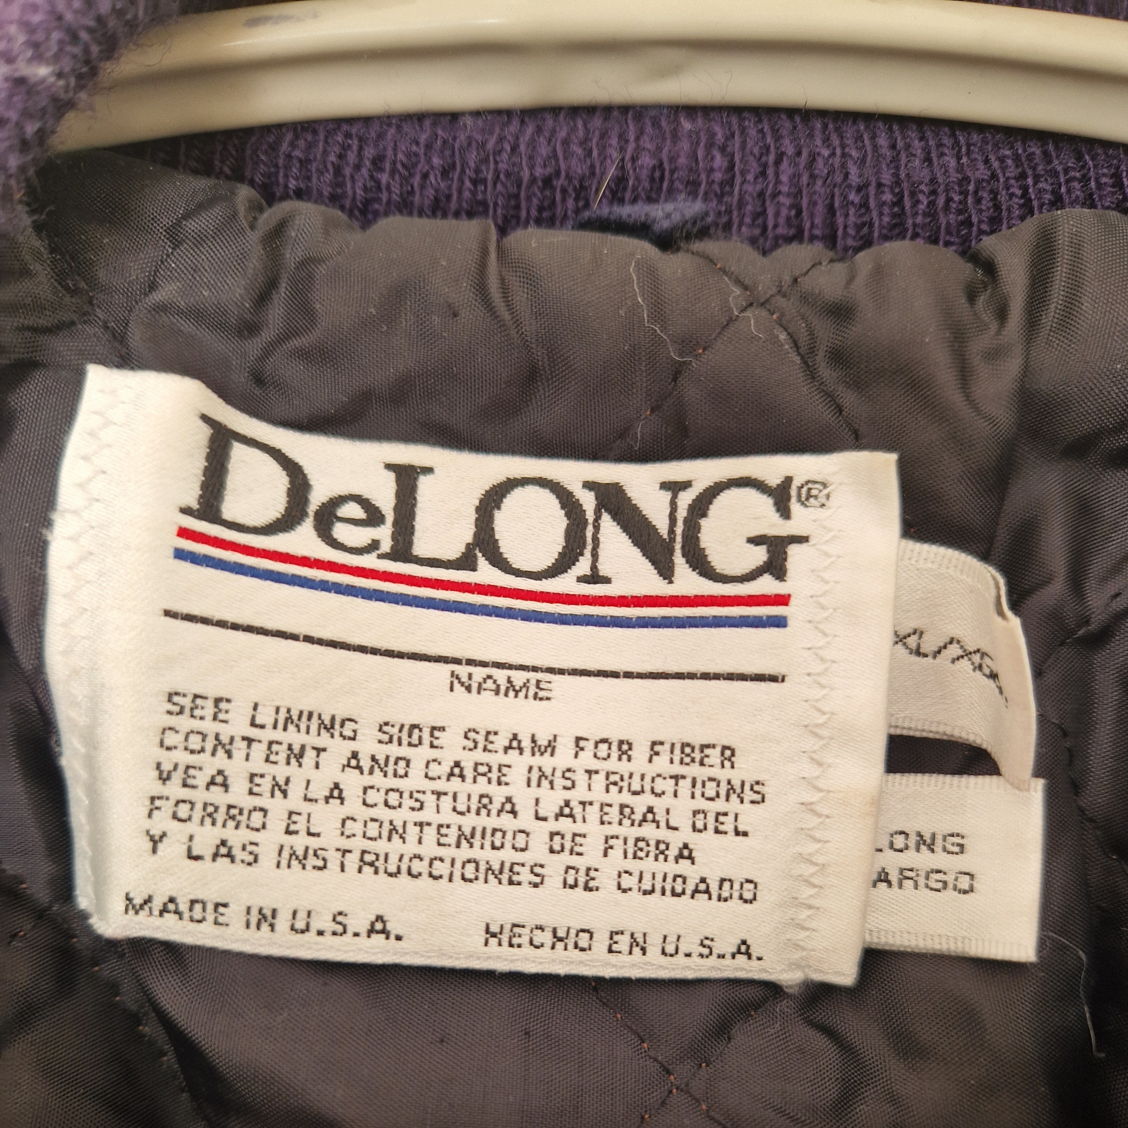 DeLONG®
NAME
SEE LINING SIDE SEAM FOR FIBER
CONTENT AND CARE INSTRUCTIONS
VEA EN LA COSTURA LATERAL DEL
FORRO EL CONTENIDO DE FIBRA
Y LAS INSTRUCCIONES DE CUIDADO
MADE IN U.S.A. HECHO EN U.S.A.
LONG
ARGO